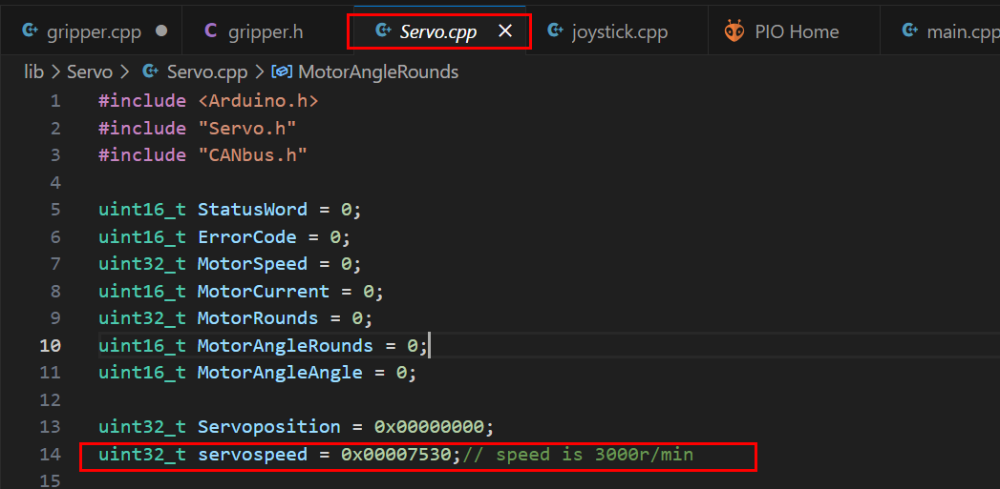 gripper.cpp gripper.h Servo.cpp joystick.cpp PIO Home main.cpp
lib > Servo > Servo.cpp > MotorAngleRounds
1 #include <Arduino.h>
2 #include "Servo.h"
3 #include "CANbus.h"
4
5 uint16_t StatusWord = 0;
6 uint16_t ErrorCode = 0;
7 uint32_t MotorSpeed = 0;
8 uint16_t MotorCurrent = 0;
9 uint32_t MotorRounds = 0;
10 uint16_t MotorAngleRounds = 0;
11 uint16_t MotorAngleAngle = 0;
12
13 uint32_t Servoposition = 0x00000000;
14 uint32_t servospeed = 0x00007530;// speed is 3000r/min
15